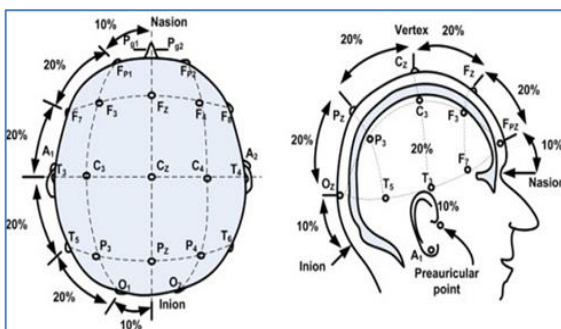 10%
Nasion
Pg1 Pg2
20%
FP1 FP2
F7 F3 FZ F4 F8
20%
A1 A2
T3 C3 CZ C4 T4
20%
T5 P3 PZ P4 T6
20%
O1 O2
Inion
10%
Vertex
20% CZ 20%
FZ
PZ C3 F3 20%
FPZ
20% P3 20% 10%
F7
Nasion
OZ T5 T3
10% 10%
A1
Inion
Preauricular
point